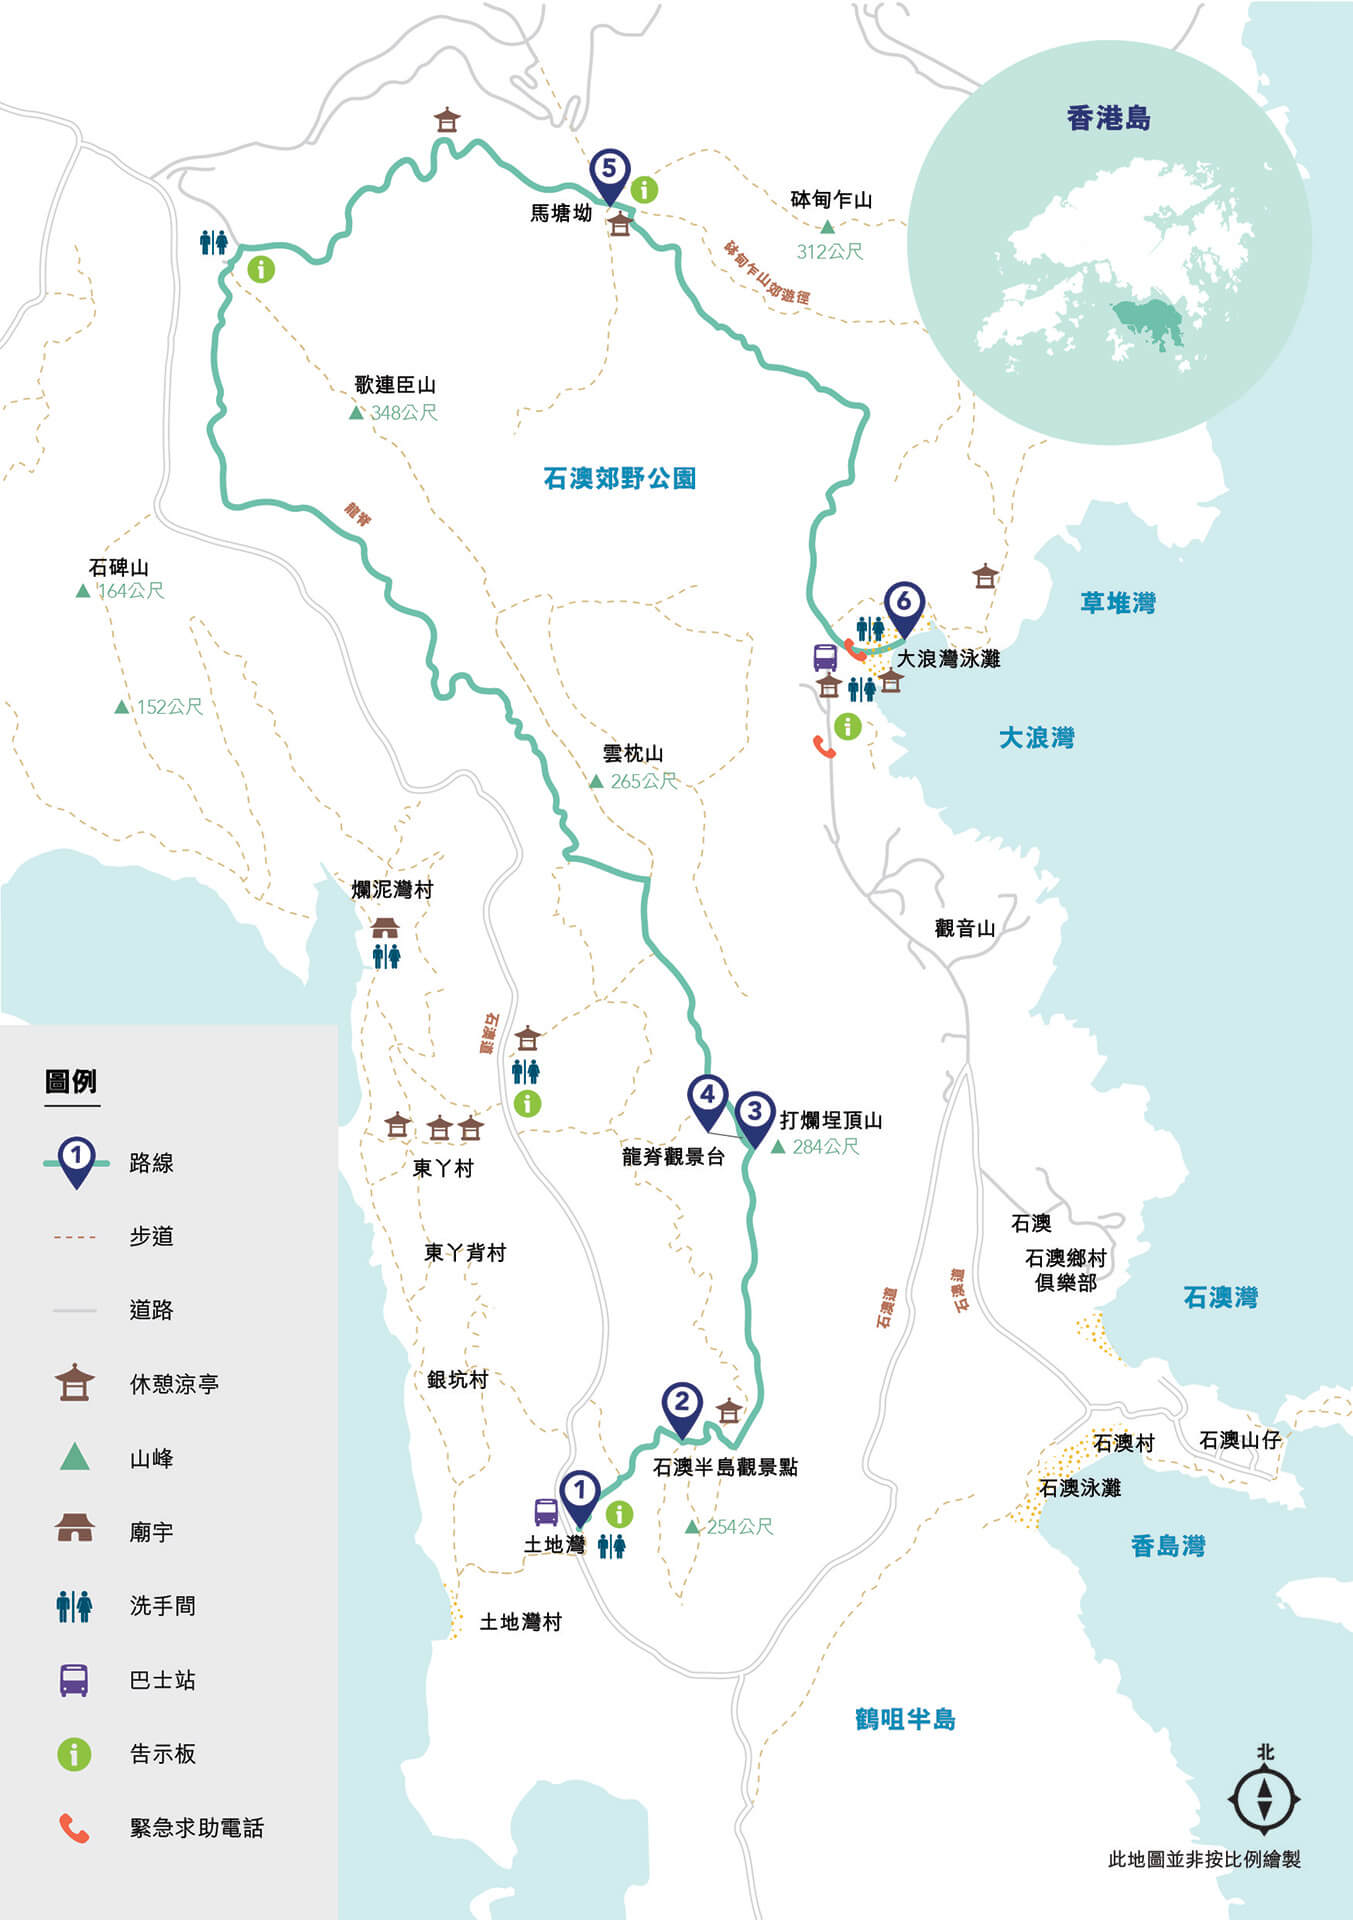 香港島
5
馬塘坳
砵甸乍山
312公尺
砵甸乍山郊遊徑
歌連臣山
348公尺
石澳郊野公園
龍脊
石碑山
164公尺
草堆灣
6
大浪灣泳灘
152公尺
大浪灣
雲枕山
265公尺
爛泥灣村
觀音山
石澳道
4
3
打爛埕頂山
284公尺
龍脊觀景台
東丫村
東丫背村
石澳
石澳鄉村
俱樂部
石澳道
石澳道
石澳灣
銀坑村
2
石澳半島觀景點
石澳村
石澳山仔
石澳泳灘
1
254公尺
土地灣
香島灣
土地灣村
鶴咀半島
圖例
1
路線
步道
道路
休憩涼亭
山峰
廟宇
洗手間
巴士站
告示板
緊急求助電話
北
此地圖並非按比例繪製